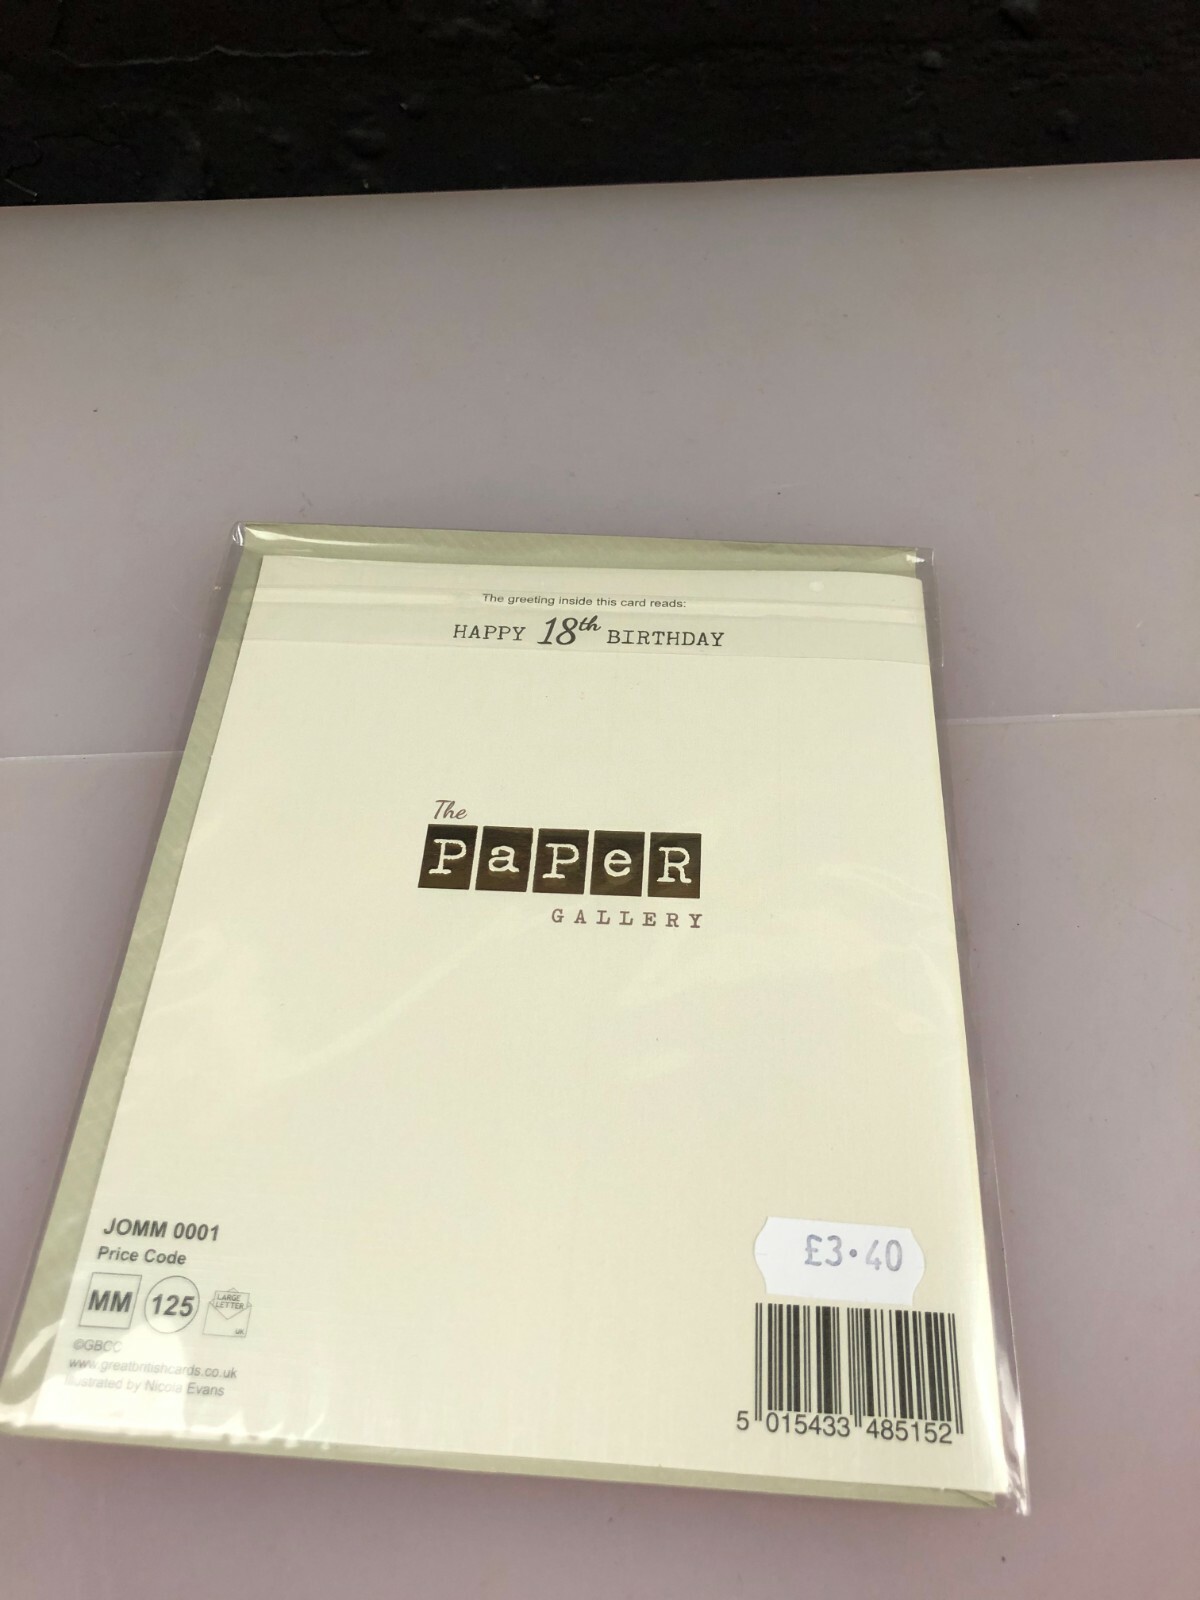 The greeting inside this card reads:
HAPPY 18th BIRTHDAY
The
PaPeR
GALLERY
JOMM 0001
Price Code
MM 125 LARGE LETTER UK
©GBCC
www.greatbritishcards.co.uk
Illustrated by Nicola Evans
£3.40
5 015433 485152